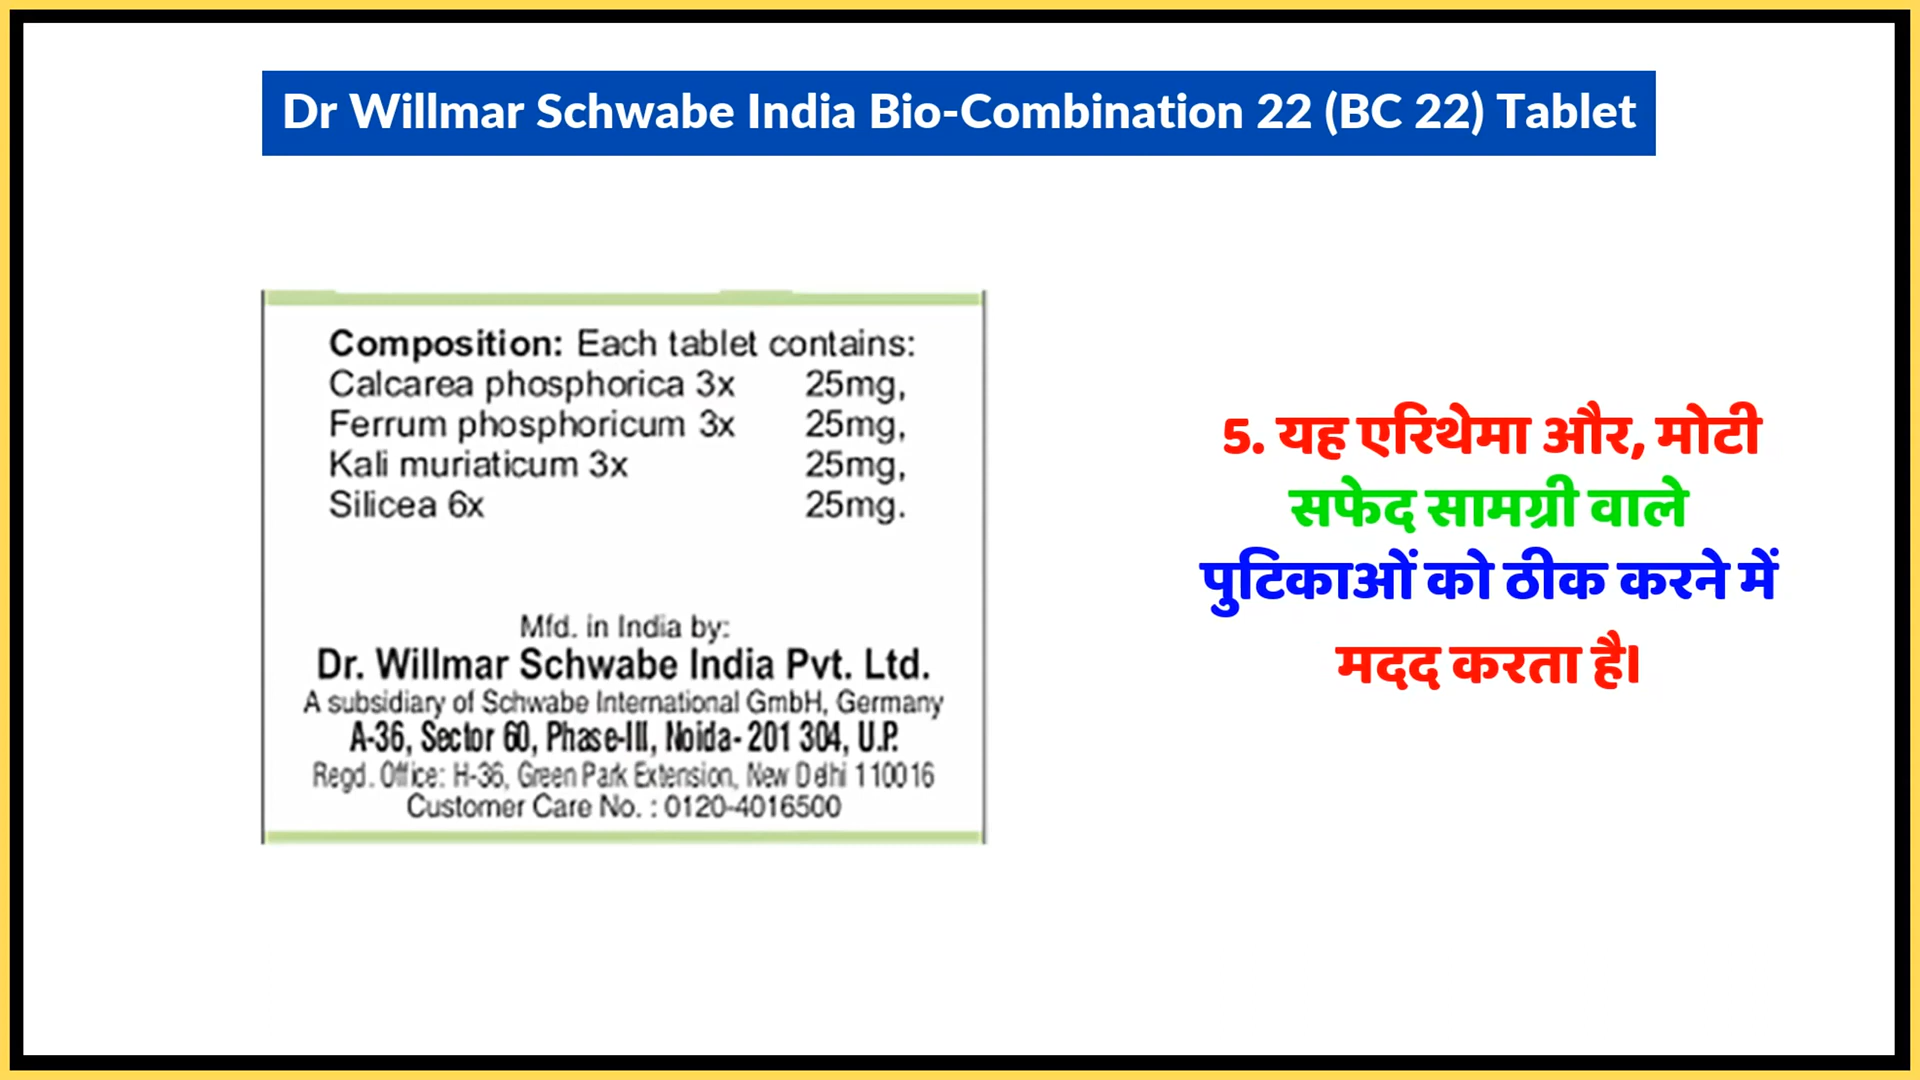 Dr Willmar Schwabe India Bio-Combination 22 (BC 22) Tablet
Composition: Each tablet contains:
Calcarea phosphorica 3x 25mg,
Ferrum phosphoricum 3x 25mg,
Kali muriaticum 3x 25mg,
Silicea 6x 25mg.
Mfd. in India by:
Dr. Willmar Schwabe India Pvt. Ltd.
A subsidiary of Schwabe International GmbH, Germany
A-36, Sector 60, Phase-III, Noida- 201 304, U.P.
Regd. Office: H-36, Green Park Extension, New Delhi 110016
Customer Care No. : 0120-4016500
5. यह एरिथेमा और, मोटी
सफेद सामग्री वाले
पुटिकाओं को ठीक करने में
मदद करता है।